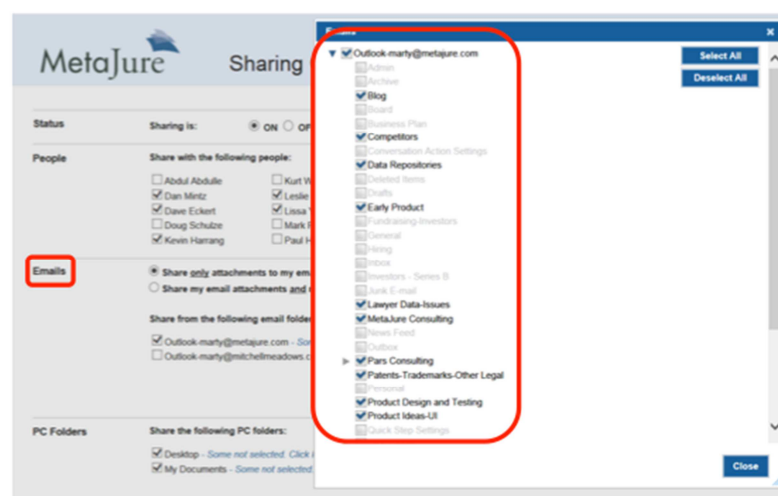 MetaJure
Sharing
Emails
Status
Sharing is:
ON
People
Share with the following people:
Abdul Abdulle
Dan Mintz
Dave Eckert
Doug Schulze
Kevin Harrang
Kurt
Leslie
Lissa
Mark
Paul
Emails
Share only attachments to my
Share my email attachments and
Share from the following email
Outlook-marty@metajure.com -
Outlook-marty@mitchellmeadows.c
PC Folders
Share the following PC folders:
Desktop - Some not selected. Click
My Documents - Some not selected
Outlook-marty@metajure.com
Admin
Archive
Blog
Board
Business Plan
Competitors
Conversation Action Settings
Data Repositories
Deleted Items
Drafts
Early Product
Fundraising-Investors
General
Hiring
Inbox
Investors - Series B
Junk E-mail
Lawyer Data-Issues
MetaJure Consulting
News Feed
Outbox
Pars Consulting
Patents-Trademarks-Other Legal
Personal
Product Design and Testing
Product Ideas-UI
Quick Step Settings
Select All
Deselect All
Close